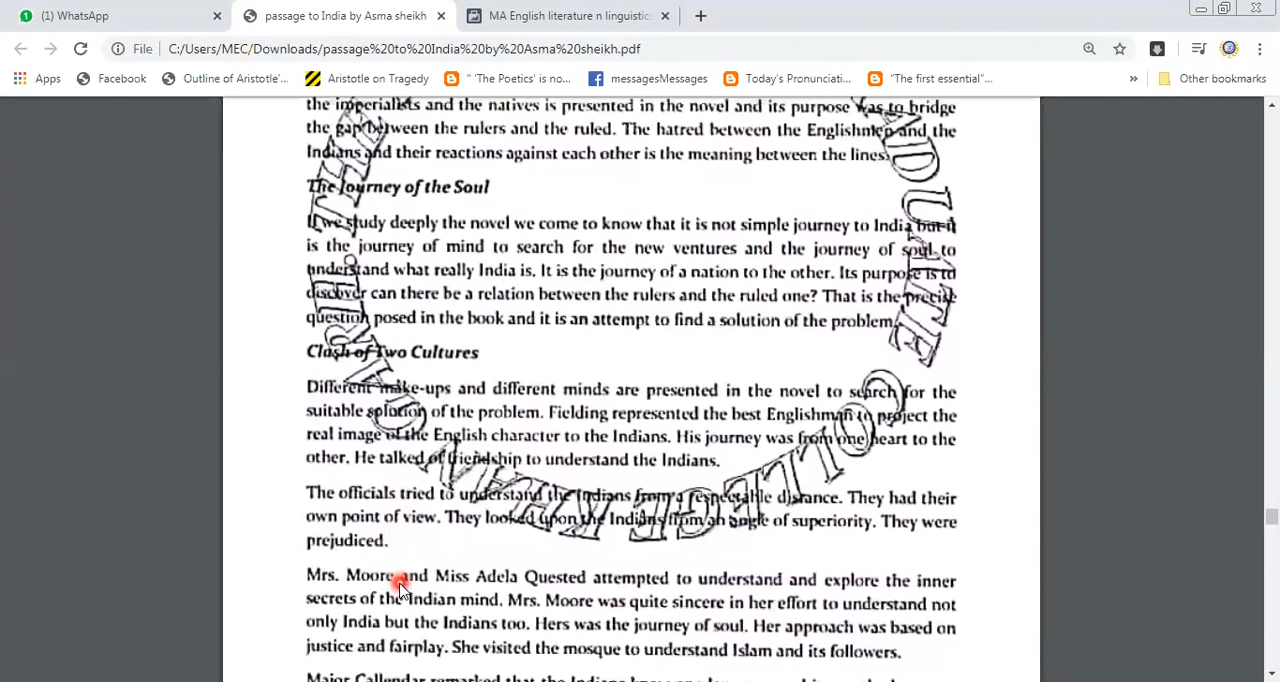 (1) WhatsApp
passage to India by Asma sheikh
MA English literature n linguistic
File
C:/Users/MEC/Downloads/passage%20to%20India%20by%20Asma%20sheikh.pdf
Apps
Facebook
Outline of Aristotle'...
Aristotle on Tragedy
" 'The Poetics' is no...
messagesMessages
Today's Pronunciati...
"The first essential"...
»
Other bookmarks
the imperialists and the natives is presented in the novel and its purpose was to bridge
the gap between the rulers and the ruled. The hatred between the Englishmen and the
Indians and their reactions against each other is the meaning between the lines.
The Journey of the Soul
If we study deeply the novel we come to know that it is not simple journey to India but it
is the journey of mind to search for the new ventures and the journey of soul to
understand what really India is. It is the journey of a nation to the other. Its purpose is to
discover can there be a relation between the rulers and the ruled one? That is the precise
question posed in the book and it is an attempt to find a solution of the problem.
Clash of Two Cultures
Different make-ups and different minds are presented in the novel to search for the
suitable solution of the problem. Fielding represented the best Englishman to project the
real image of the English character to the Indians. His journey was from one heart to the
other. He talked of friendship to understand the Indians.
The officials tried to understand the Indians from a respectable distance. They had their
own point of view. They looked upon the Indians from an angle of superiority. They were
prejudiced.
Mrs. Moore and Miss Adela Quested attempted to understand and explore the inner
secrets of the Indian mind. Mrs. Moore was quite sincere in her effort to understand not
only India but the Indians too. Hers was the journey of soul. Her approach was based on
justice and fairplay. She visited the mosque to understand Islam and its followers.
Major Callendar remarked that the Indians
COLLEGE